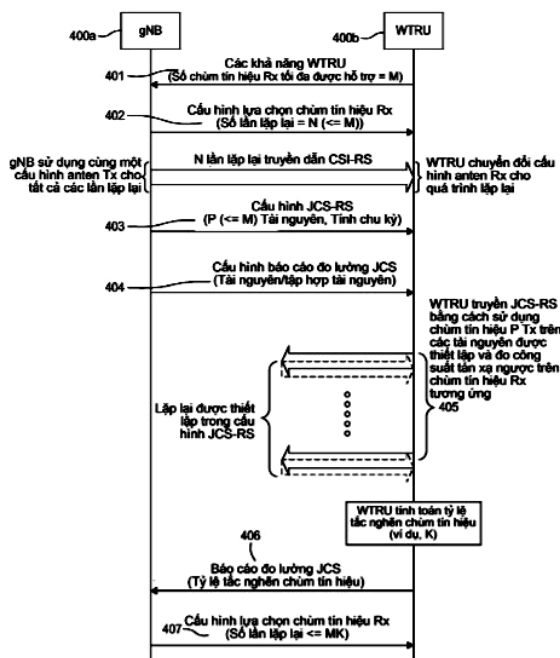 gNB
WTRU
400a
400b
Các khả năng WTRU
401
(Số chùm tín hiệu Rx tối đa được hỗ trợ = M)
402
Cấu hình lựa chọn chùm tín hiệu Rx
(Số lần lặp lại = N (<= M))
gNB sử dụng cùng một
cấu hình anten Tx cho
tất cả các lần lặp lại
N lần lặp lại truyền dẫn CSI-RS
WTRU chuyển đổi cấu
hình anten Rx cho
quá trình lặp lại
403
Cấu hình JCS-RS
(P (<= M) Tài nguyên, Tính chu kỳ)
404
Cấu hình báo cáo đo lường JCS
(Tài nguyên/tập hợp tài nguyên)
WTRU truyền JCS-RS
bằng cách sử dụng
chùm tín hiệu P Tx trên
các tài nguyên được
thiết lập và đo công
suất tán xạ ngược trên
chùm tín hiệu Rx
tương ứng
405
Lặp lại được thiết
lập trong cấu
hình JCS-RS
WTRU tính toán tỷ lệ
tắc nghẽn chùm tín hiệu
(ví dụ, K)
406
Báo cáo đo lường JCS
(Tỷ lệ tắc nghẽn chùm tín hiệu)
407
Cấu hình lựa chọn chùm tín hiệu Rx
(Số lần lặp lại <= MK)